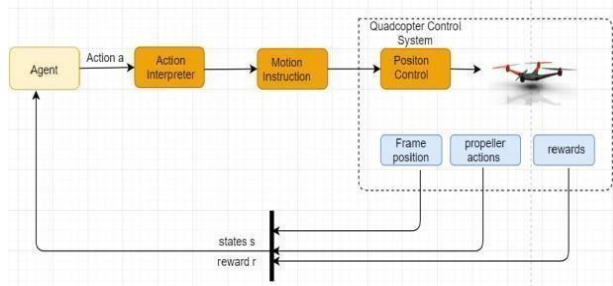 Quadcopter Control
System
Action a
Agent
Action
Interpreter
Motion
instruction
Positon
Control
Frame
position
propeller
actions
rewards
states s
reward r